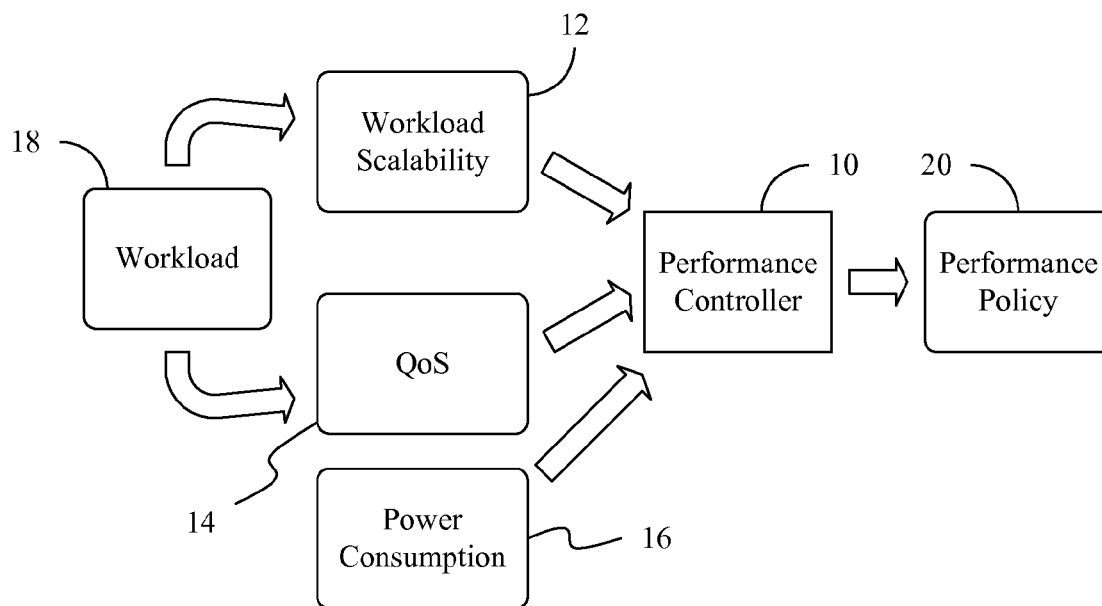 12
18
Workload
Scalability
10
20
Workload
Performance
Controller
Performance
Policy
QoS
14
Power
Consumption
16